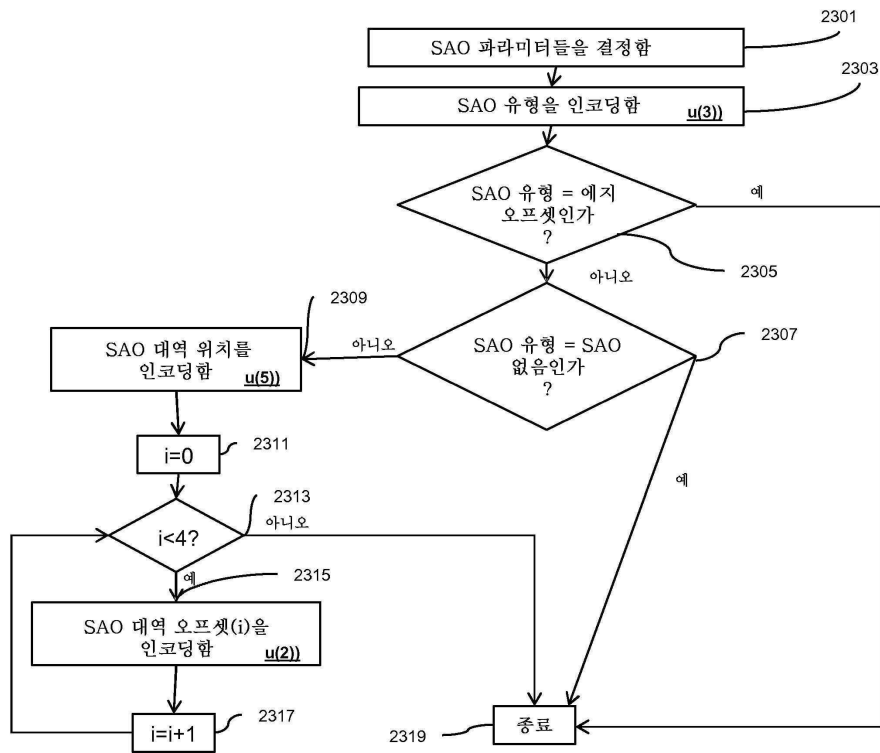 2301
SAO 파라미터들을 결정함
2303
SAO 유형을 인코딩함 u(3))
SAO 유형 = 에지
오프셋인가
?
예
2305
아니오
2309
SAO 대역 위치를
인코딩함 u(5))
아니오
SAO 유형 = SAO
없음인가
?
2307
i=0
2311
예
2313
i<4?
아니오
예
2315
SAO 대역 오프셋(i)을
인코딩함 u(2))
i=i+1
2317
2319
종료